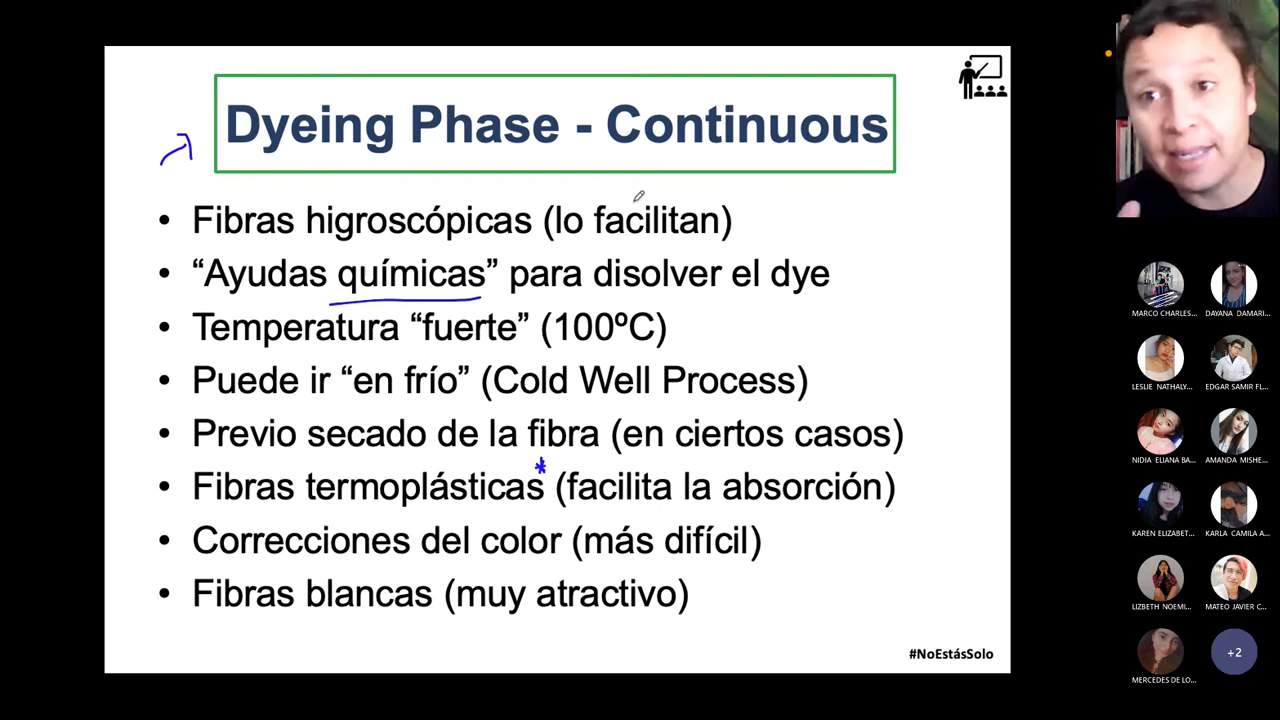 Dyeing Phase - Continuous
• Fibras higroscópicas (lo facilitan)
• “Ayudas químicas” para disolver el dye
• Temperatura “fuerte” (100ºC)
• Puede ir “en frío” (Cold Well Process)
• Previo secado de la fibra (en ciertos casos)
• Fibras termoplásticas* (facilita la absorción)
• Correcciones del color (más difícil)
• Fibras blancas (muy atractivo)
#NoEstásSolo
MARCO CHARLES...
DAYANA DAMARI...
LESLIE NATHALY...
EDGAR SAMIR FL...
NIDIA ELIANA BA...
AMANDA MISHE...
KAREN ELIZABET...
KARLA CAMILA A...
LIZBETH NOEMI...
MATEO JAVIER C...
MERCEDES DE LO...
+2